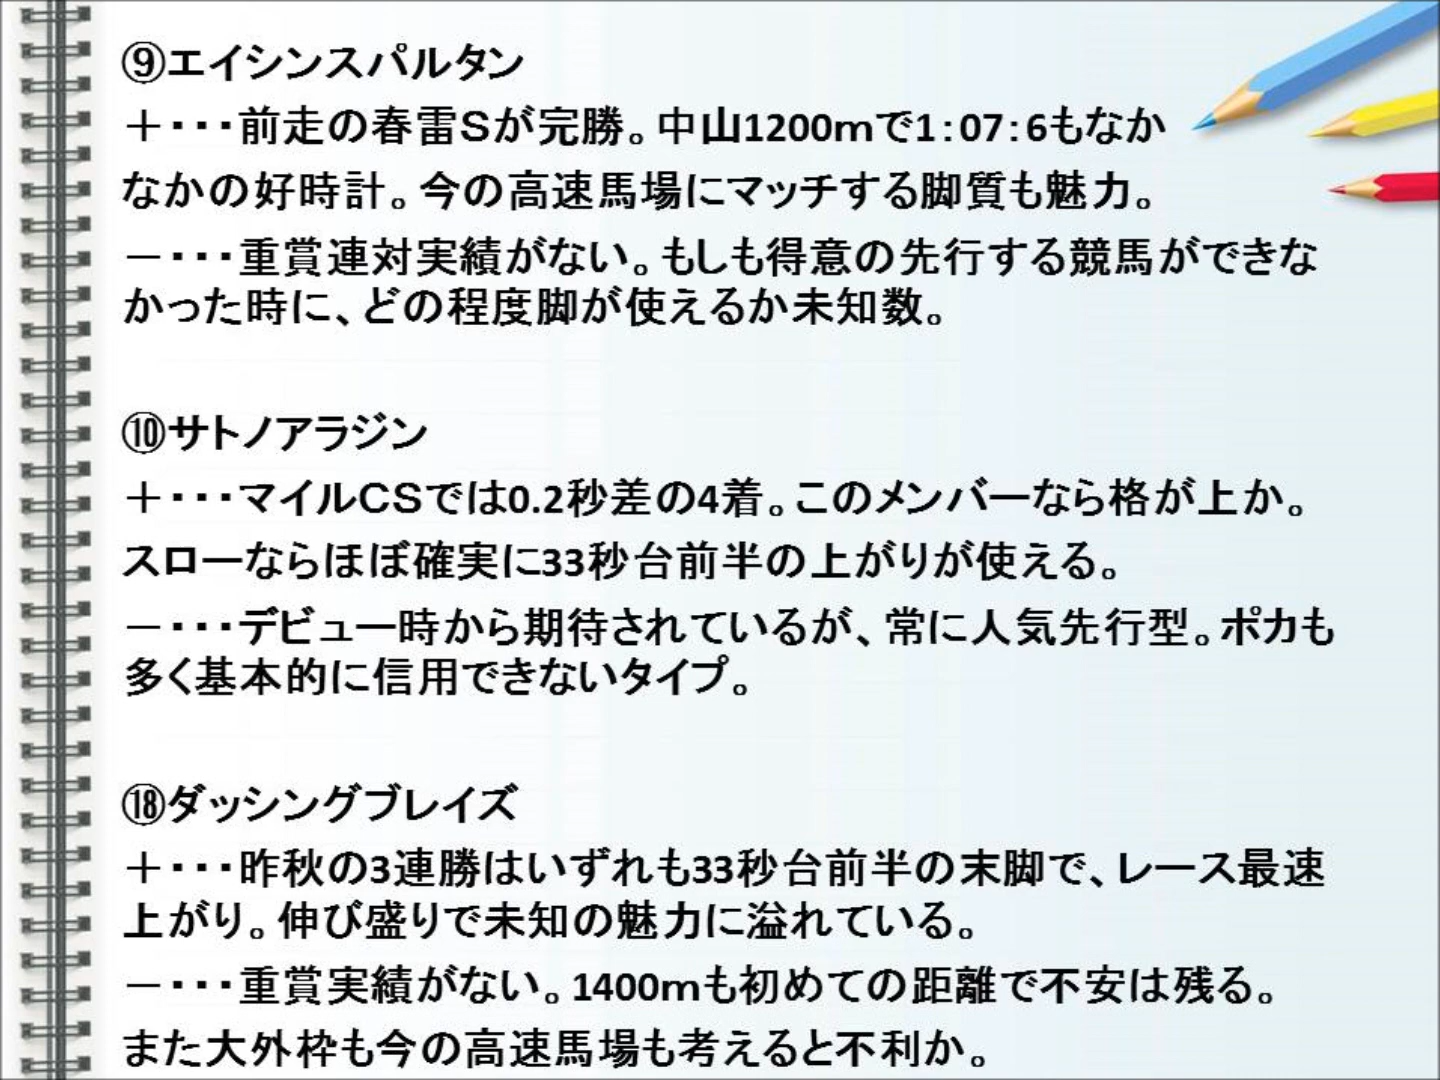 ⑨エイシンスパルタン
＋・・・前走の春雷Ｓが完勝。中山1200ｍで1：07：6もなか
なかの好時計。今の高速馬場にマッチする脚質も魅力。
－・・・重賞連対実績がない。もしも得意の先行する競馬ができな
かった時に、どの程度脚が使えるか未知数。
⑩サトノアラジン
＋・・・マイルＣＳでは0.2秒差の4着。このメンバーなら格が上か。
スローならほぼ確実に33秒台前半の上がりが使える。
－・・・デビュー時から期待されているが、常に人気先行型。ポカも
多く基本的に信用できないタイプ。
⑱ダッシングブレイズ
＋・・・昨秋の3連勝はいずれも33秒台前半の末脚で、レース最速
上がり。伸び盛りで未知の魅力に溢れている。
－・・・重賞実績がない。1400ｍも初めての距離で不安は残る。
また大外枠も今の高速馬場も考えると不利か。